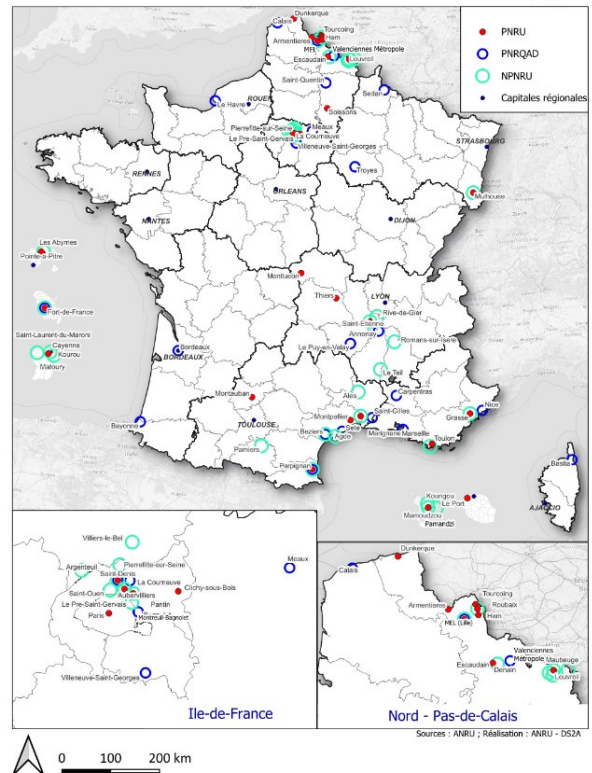 PNRU
PNRQAD
NPNRU
Capitales régionales
Dunkerque
Calais
Tourcoing
Armentieres
Ham
MEL
Valenciennes Métropole
Escaudain
Louvroil
Saint-Quentin
Sedan
Le Havre
ROUEN
Soissons
Pierrefitte-sur-Seine
Meaux
La Courneuve
Le Pre-Saint-Gervais
Villeneuve-Saint-Georges
STRASBOURG
Troyes
RENNES
ORLEANS
Mulhouse
NANTES
DIJON
Les Abymes
Pointe-à-Pitre
Montlucon
Thiers
LYON
Fort-de-France
Rive-de-Gier
Saint-Etienne
Saint-Laurent-du-Maroni
Annonay
Cayenne
Romans-sur-Isere
Kourou
Bordeaux
Le Puy-en-Velay
Matoury
BORDEAUX
Le Teil
Ales
Carpentras
Montauban
Nice
Montpellier
Saint-Gilles
Grasse
TOULOUSE
Bayonne
Beziers
Sete
Marignane
Marseille
Agde
Toulon
Pamiers
Bastia
Perpignan
Koungou
Le Port
AJACCIO
Mamoudzou
Pamandzi
Villiers-le-Bel
Argenteuil
Pierrefitte-sur-Seine
Meaux
Saint-Denis
La Courneuve
Clichy-sous-Bois
Saint-Ouen
Aubervilliers
Le Pre-Saint-Gervais
Pantin
Paris
Montreuil-Bagnolet
Villeneuve-Saint-Georges
Ile-de-France
Dunkerque
Calais
Tourcoing
Armentieres
Roubaix
Ham
MEL (Lille)
Valenciennes
Métropole
Escaudain
Maubeuge
Denain
Louvroil
Nord - Pas-de-Calais
Sources : ANRU ; Réalisation : ANRU - DS2A
0 100 200 km